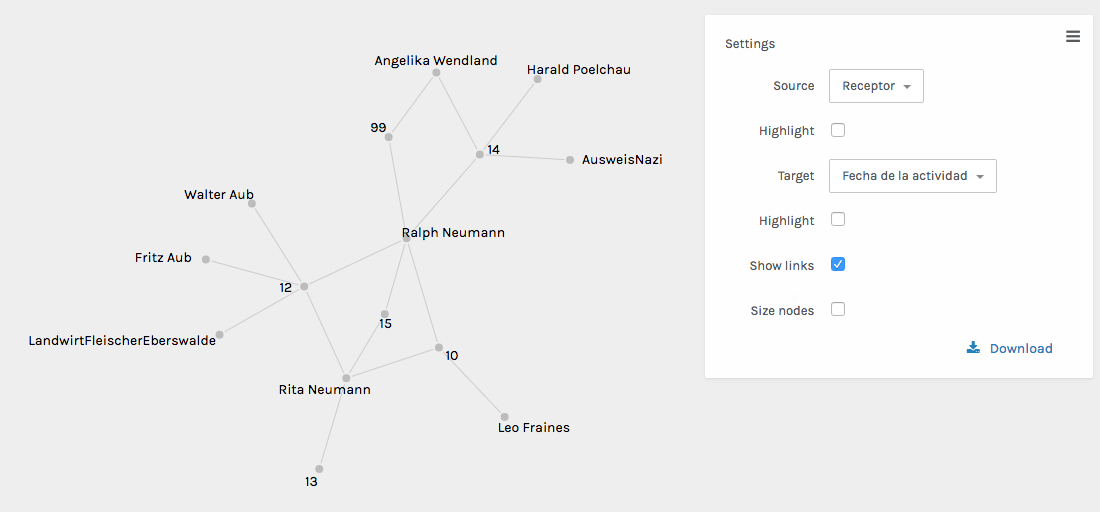 Angelika Wendland
Harald Poelchau
99
14
AusweisNazi
Walter Aub
Ralph Neumann
Fritz Aub
12
15
LandwirtFleischerEberswalde
10
Rita Neumann
Leo Fraines
13
Settings
Source Receptor
Highlight
Target Fecha de la actividad
Highlight
Show links
Size nodes
Download